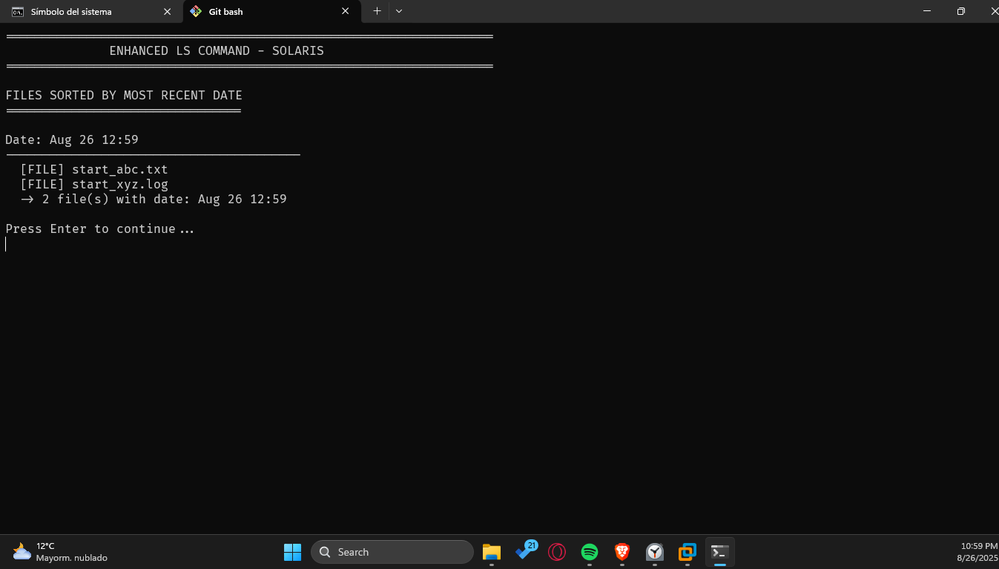 Símbolo del sistema
Git bash
ENHANCED LS COMMAND - SOLARIS
FILES SORTED BY MOST RECENT DATE
Date: Aug 26 12:59
[FILE] start_abc.txt
[FILE] start_xyz.log
-> 2 file(s) with date: Aug 26 12:59
Press Enter to continue...
12°C
Mayorm. nublado
Search
21
10:59 PM
8/26/2025